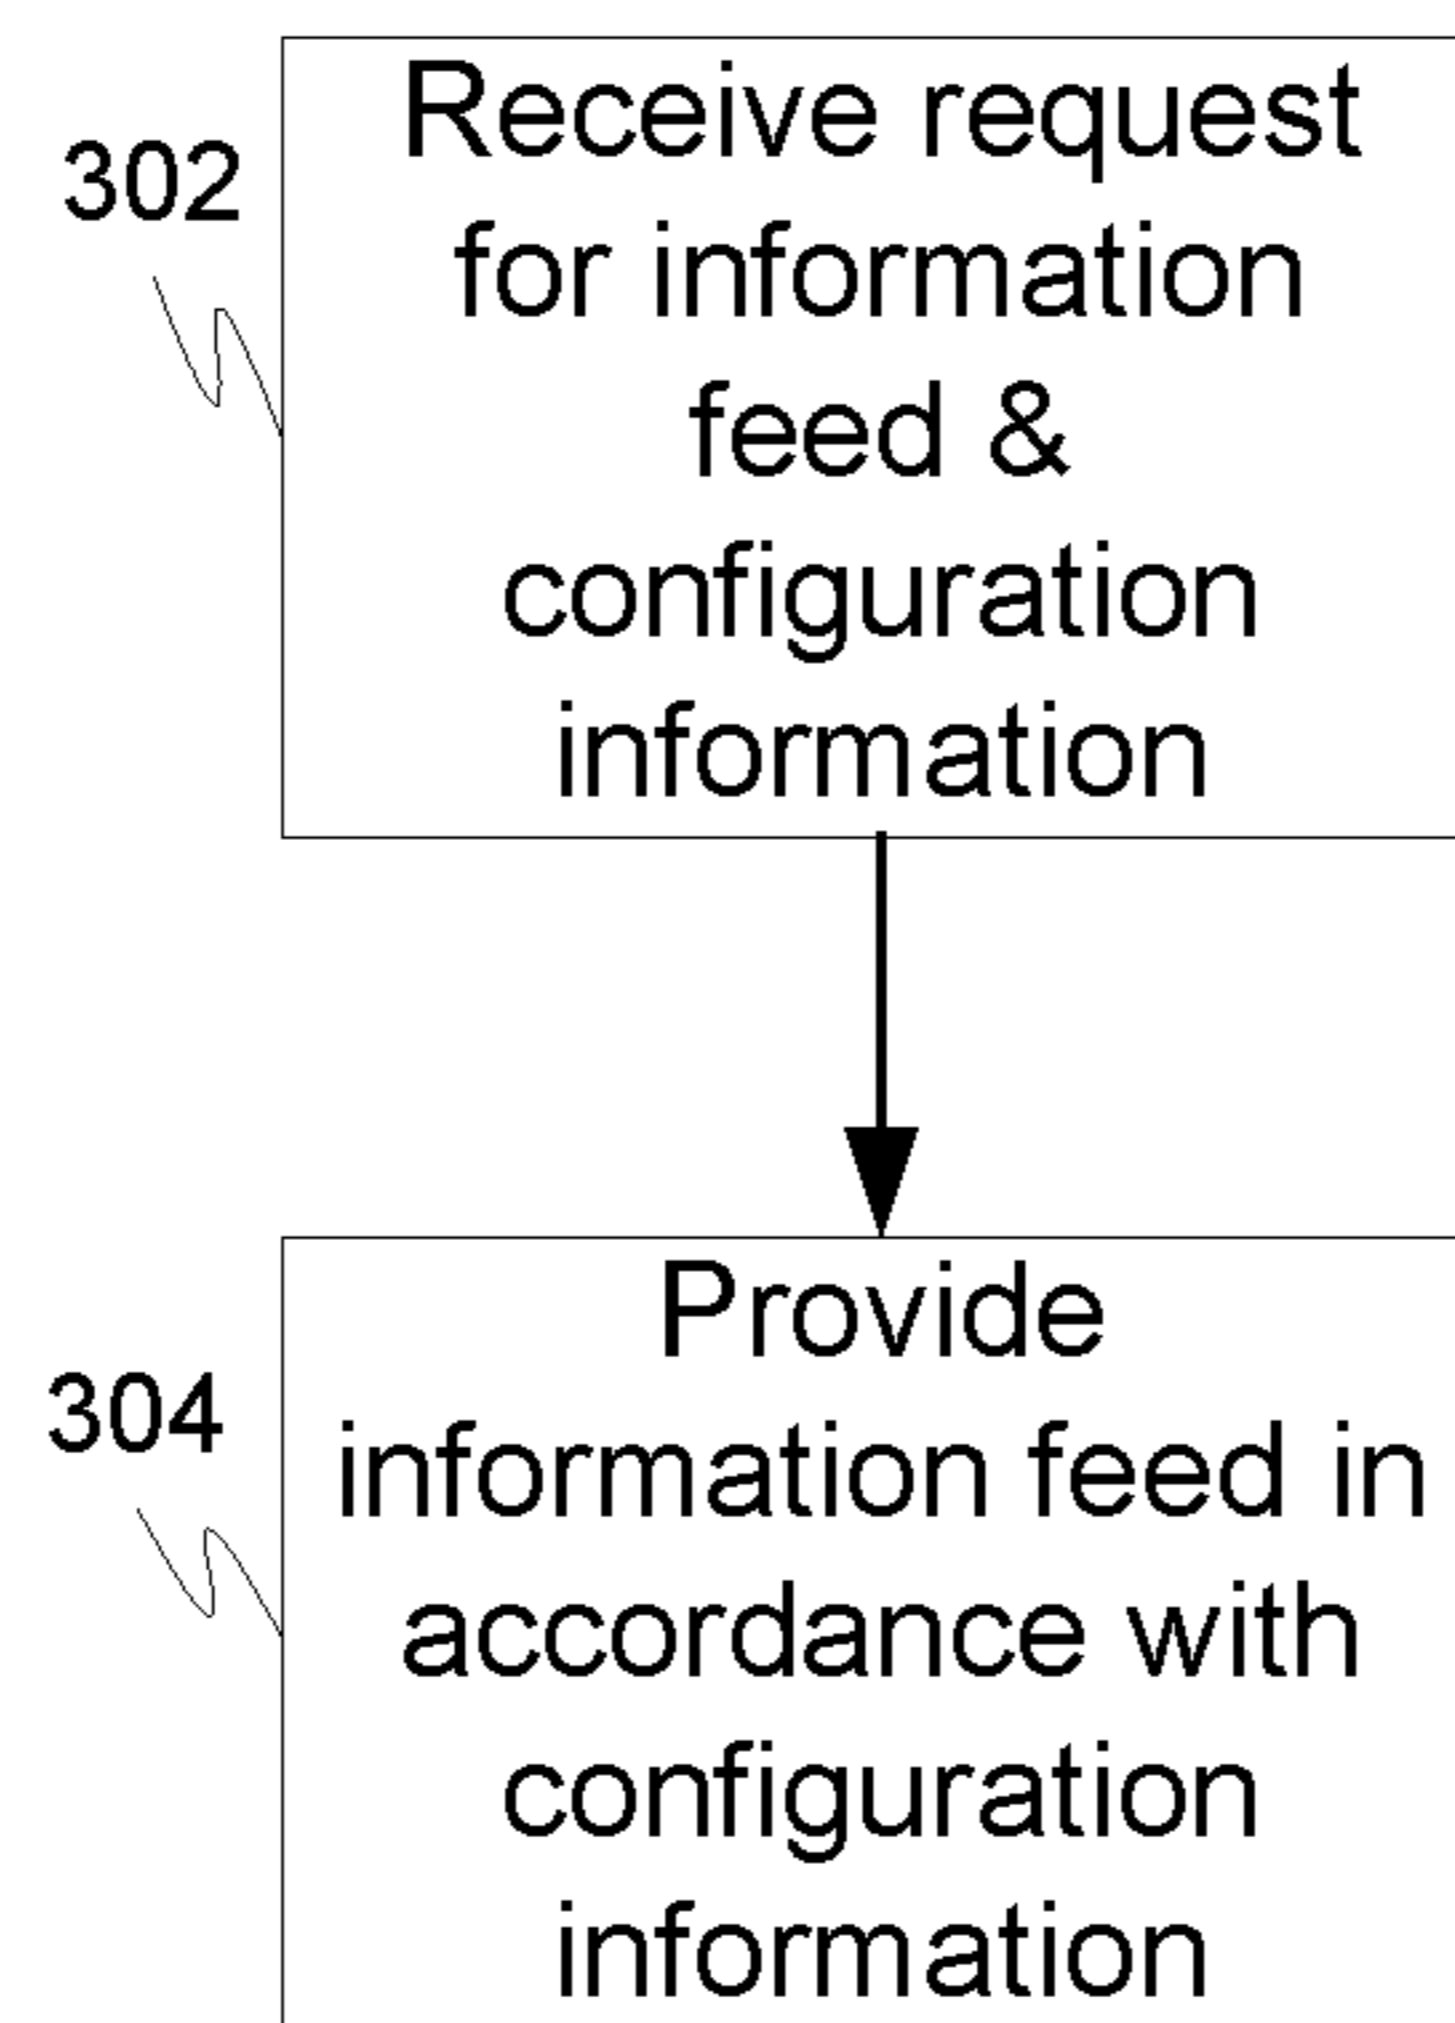 302
Receive request
for information
feed &
configuration
information
304
Provide
information feed in
accordance with
configuration
information